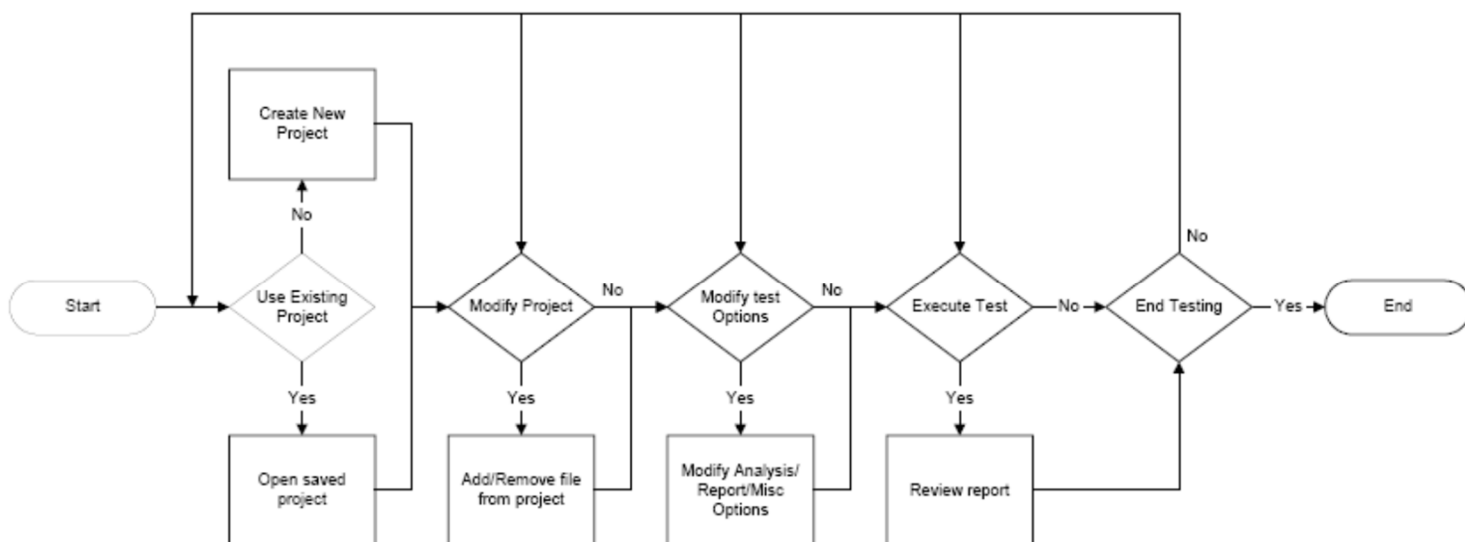 Create New
Project
No
No
Start
Use Existing
Project
Modify Project
No
Modify test
Options
No
Execute Test
No
End Testing
Yes
End
Yes
Yes
Yes
Yes
Open saved
project
Add/Remove file
from project
Modify Analysis/
Report/Misc
Options
Review report